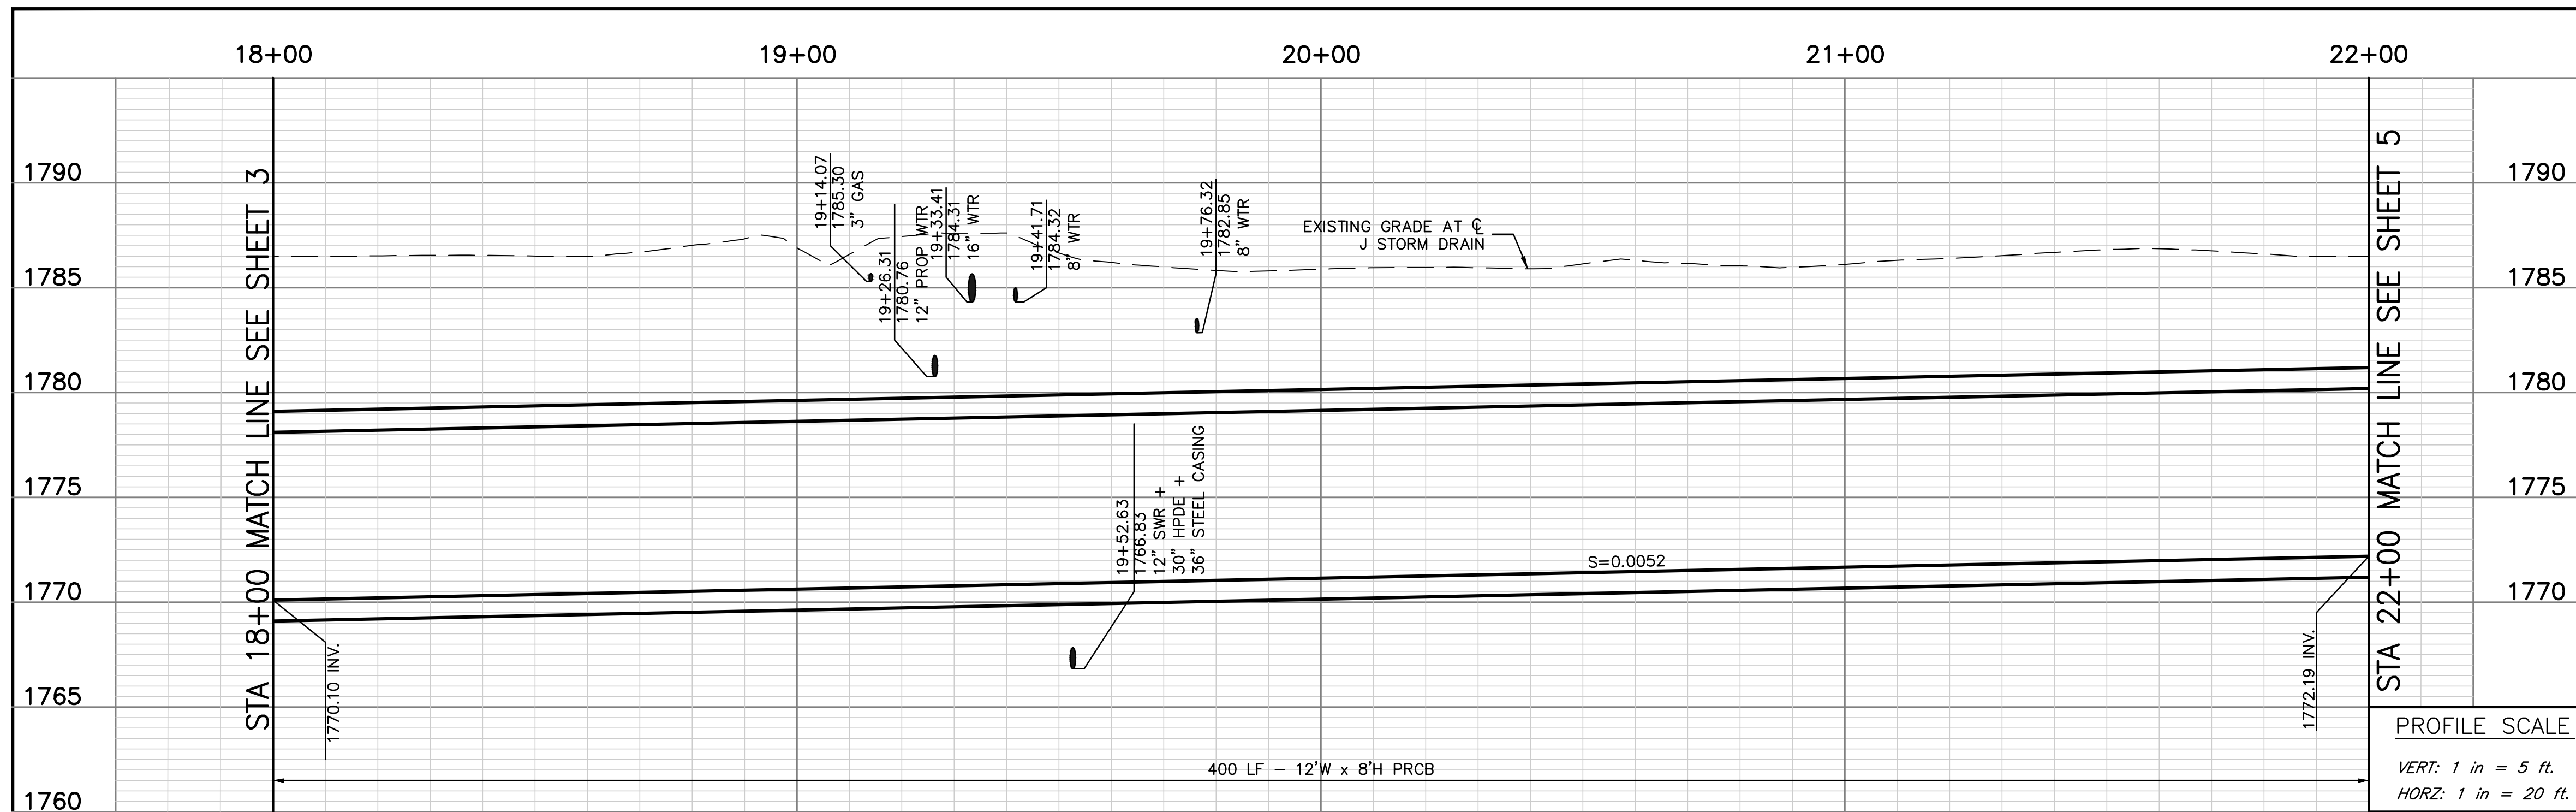 18+00
19+00
20+00
21+00
22+00
1790
1785
1780
1775
1770
1765
1760
STA 18+00 MATCH LINE SEE SHEET 3
19+14.07
1785.30
3" GAS
19+26.31
1780.76
12" PROP WTR
19+33.41
1784.31
16" WTR
19+41.71
1784.32
8" WTR
19+76.32
1782.85
8" WTR
EXISTING GRADE AT ℄
J STORM DRAIN
19+52.63
1766.83
12" SWR +
30" HPDE +
36" STEEL CASING
S=0.0052
1770.10 INV.
1772.19 INV.
400 LF - 12'W x 8'H PRCB
STA 22+00 MATCH LINE SEE SHEET 5
1790
1785
1780
1775
1770
PROFILE SCALE
VERT: 1 in = 5 ft.
HORZ: 1 in = 20 ft.